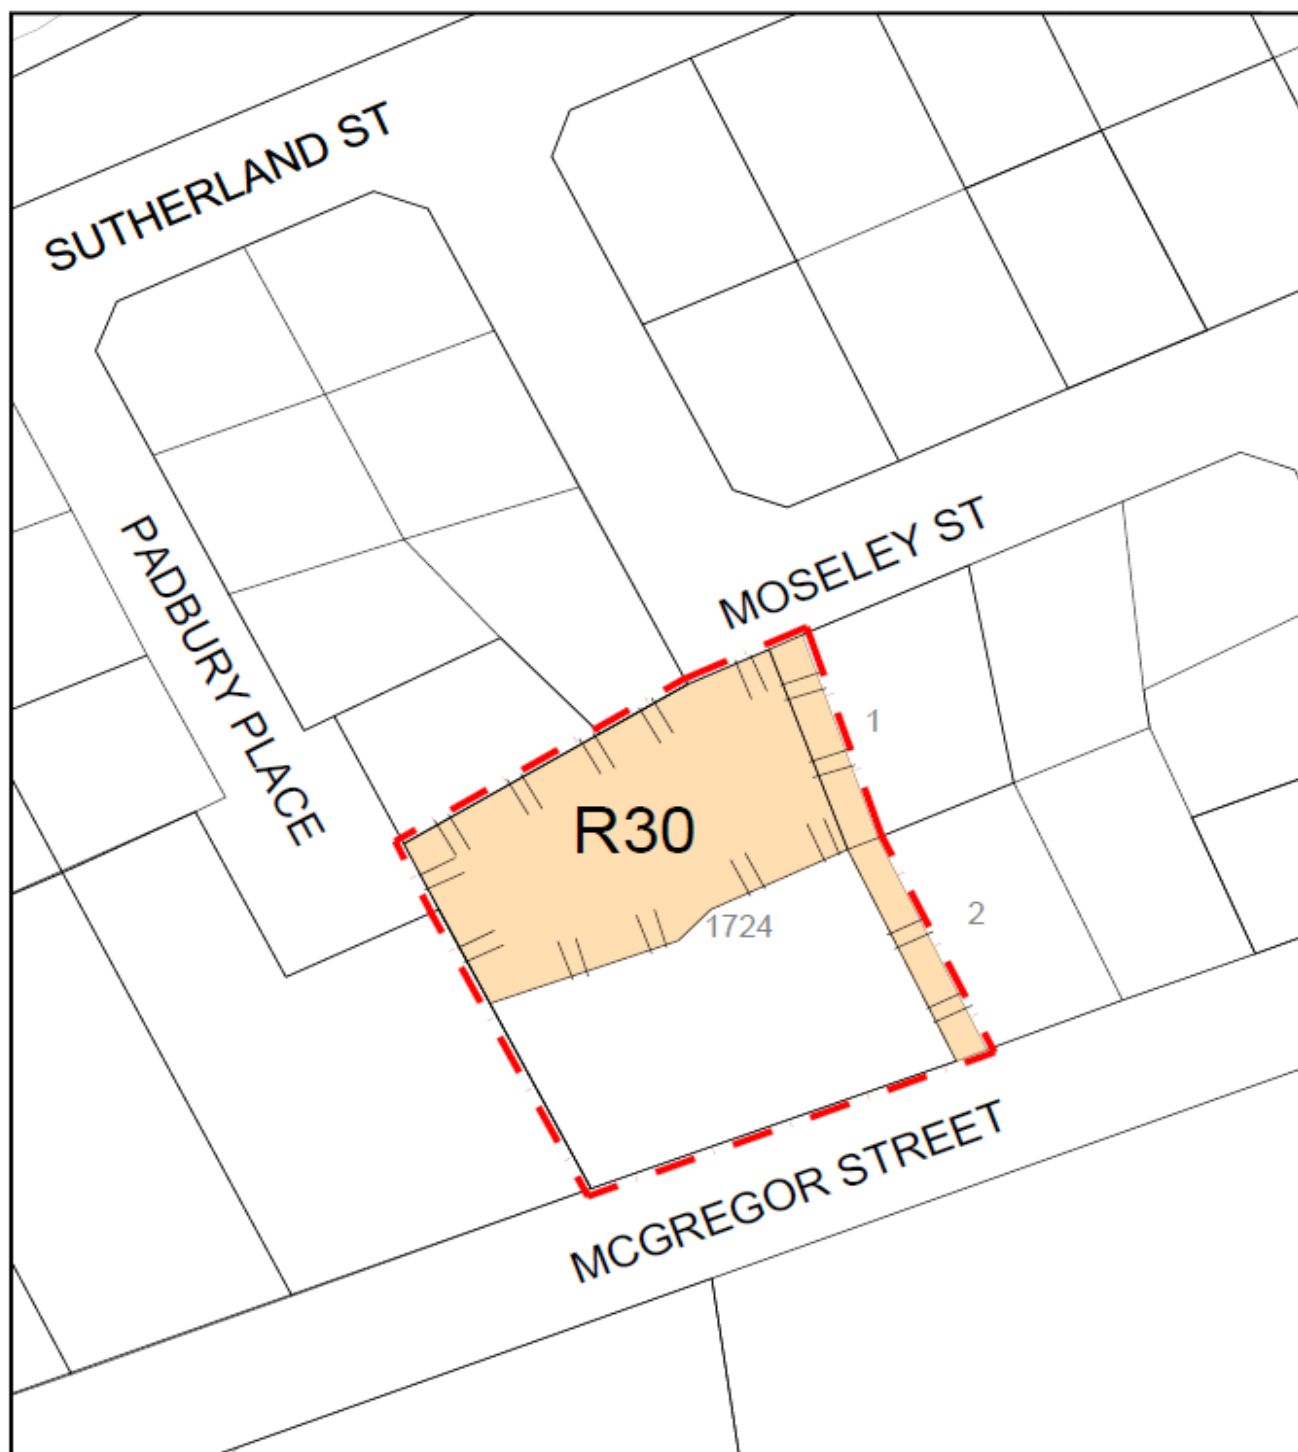 SUTHERLAND ST
MOSELEY ST
PADBURY PLACE
1
R30
2
1724
MCGREGOR STREET